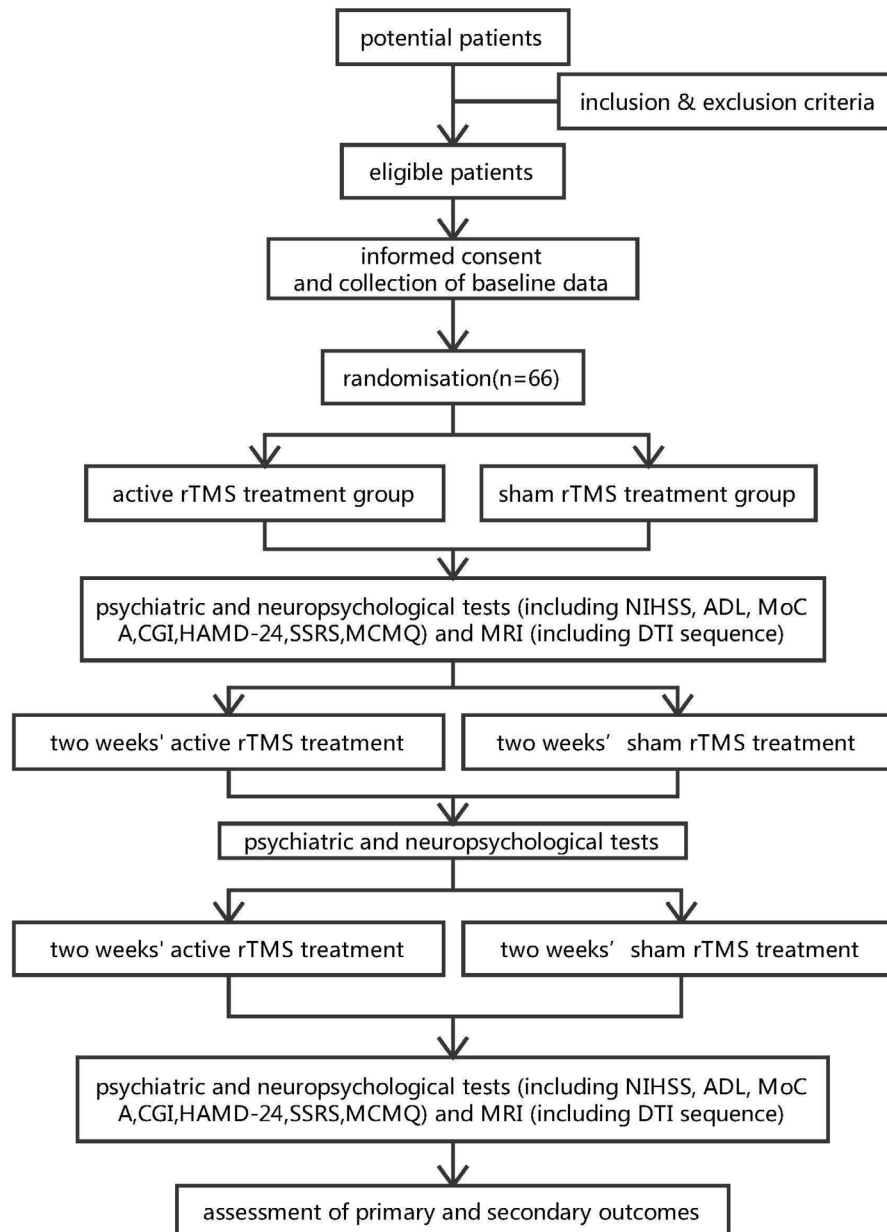 potential patients
inclusion & exclusion criteria
eligible patients
informed consent
and collection of baseline data
randomisation(n=66)
active rTMS treatment group
sham rTMS treatment group
psychiatric and neuropsychological tests (including NIHSS, ADL, MoC
A,CGI,HAMD-24,SSRS,MCMQ) and MRI (including DTI sequence)
two weeks' active rTMS treatment
two weeks’ sham rTMS treatment
psychiatric and neuropsychological tests
two weeks' active rTMS treatment
two weeks’ sham rTMS treatment
psychiatric and neuropsychological tests (including NIHSS, ADL, MoC
A,CGI,HAMD-24,SSRS,MCMQ) and MRI (including DTI sequence)
assessment of primary and secondary outcomes